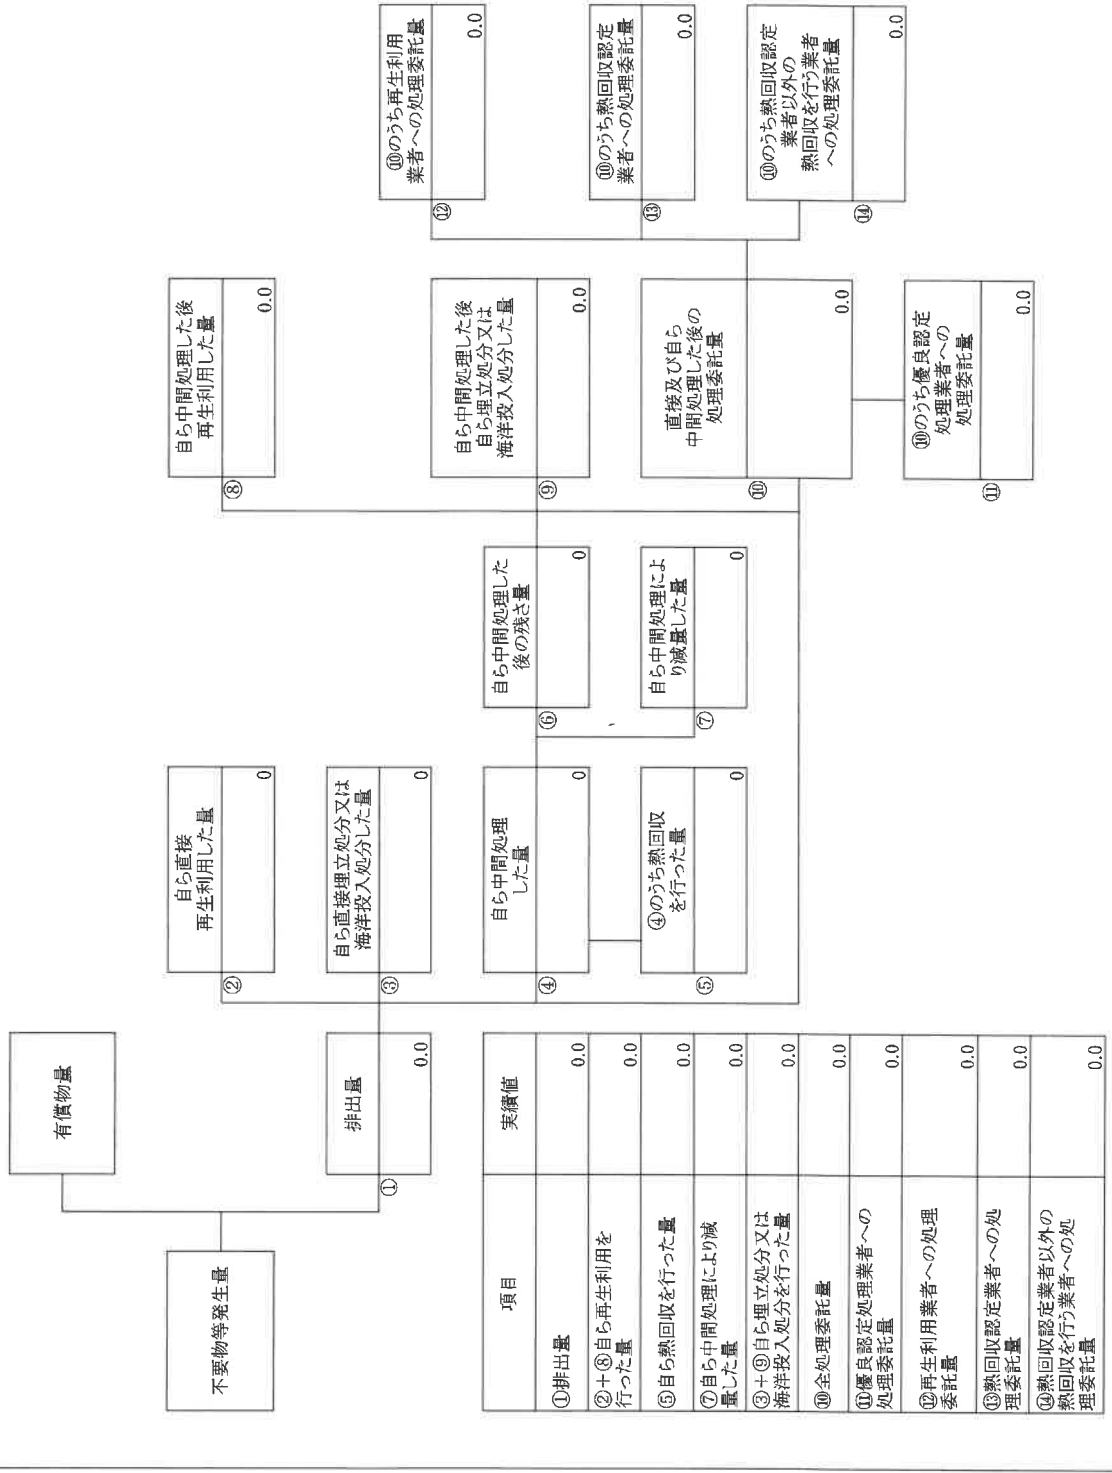 有償物量
不要物等発生量
①
排出量
0.0
②
自ら直接
再生利用した量
0
③
自ら直接埋立処分又は
海洋投入処分した量
0
④
自ら中間処理
した量
0
⑤
④のうち熱回収
を行った量
0
⑥
自ら中間処理した
後の残さ量
0
⑦
自ら中間処理によ
り減量した量
0
⑧
自ら中間処理した後
再生利用した量
0.0
⑨
自ら中間処理した後
自ら埋立処分又は
海洋投入処分した量
0.0
⑩
直接及び自ら
中間処理した後の
処理委託量
0.0
⑪
⑩のうち優良認定
処理業者への
処理委託量
0.0
⑫
⑩のうち再生利用
業者への処理委託量
0.0
⑬
⑩のうち熱回収認定
業者への処理委託量
0.0
⑭
⑩のうち熱回収認定
業者以外の
熱回収を行う業者
への処理委託量
0.0
項目 実績値
①排出量 0.0
②+⑧自ら再生利用を
行った量 0.0
⑤自ら熱回収を行った量 0.0
⑦自ら中間処理により減
量した量 0.0
③+⑨自ら埋立処分又は
海洋投入処分を行った量 0.0
⑩全処理委託量 0.0
⑪優良認定処理業者への
処理委託量 0.0
⑫再生利用業者への処理
委託量 0.0
⑬熱回収認定業者への処
理委託量 0.0
⑭熱回収認定業者以外の
熱回収を行う業者への処
理委託量 0.0